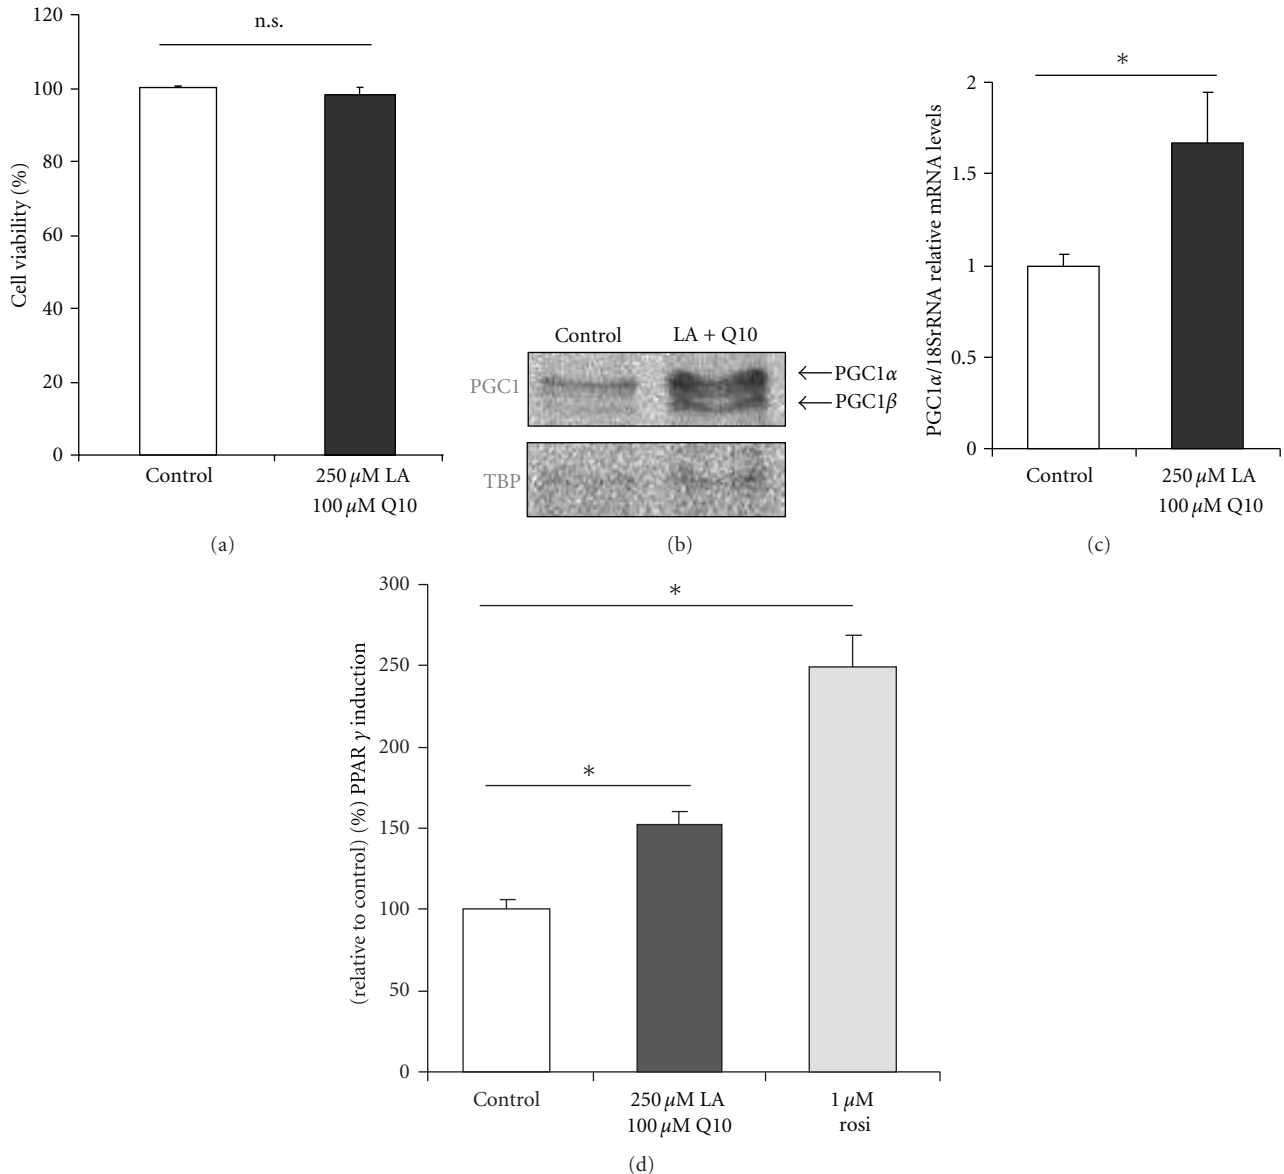 120
100
80
60
40
20
0
Cell viability (%)
n.s.
Control
250 µM LA
100 µM Q10
(a)
Control
LA + Q10
PGC1
PGC1α
PGC1β
TBP
(b)
2
1.5
1
0.5
0
PGC1α/18SrRNA relative mRNA levels
*
Control
250 µM LA
100 µM Q10
(c)
300
250
200
150
100
50
0
(relative to control) (%) PPAR γ induction
*
*
Control
250 µM LA
100 µM Q10
1 µM
rosi
(d)